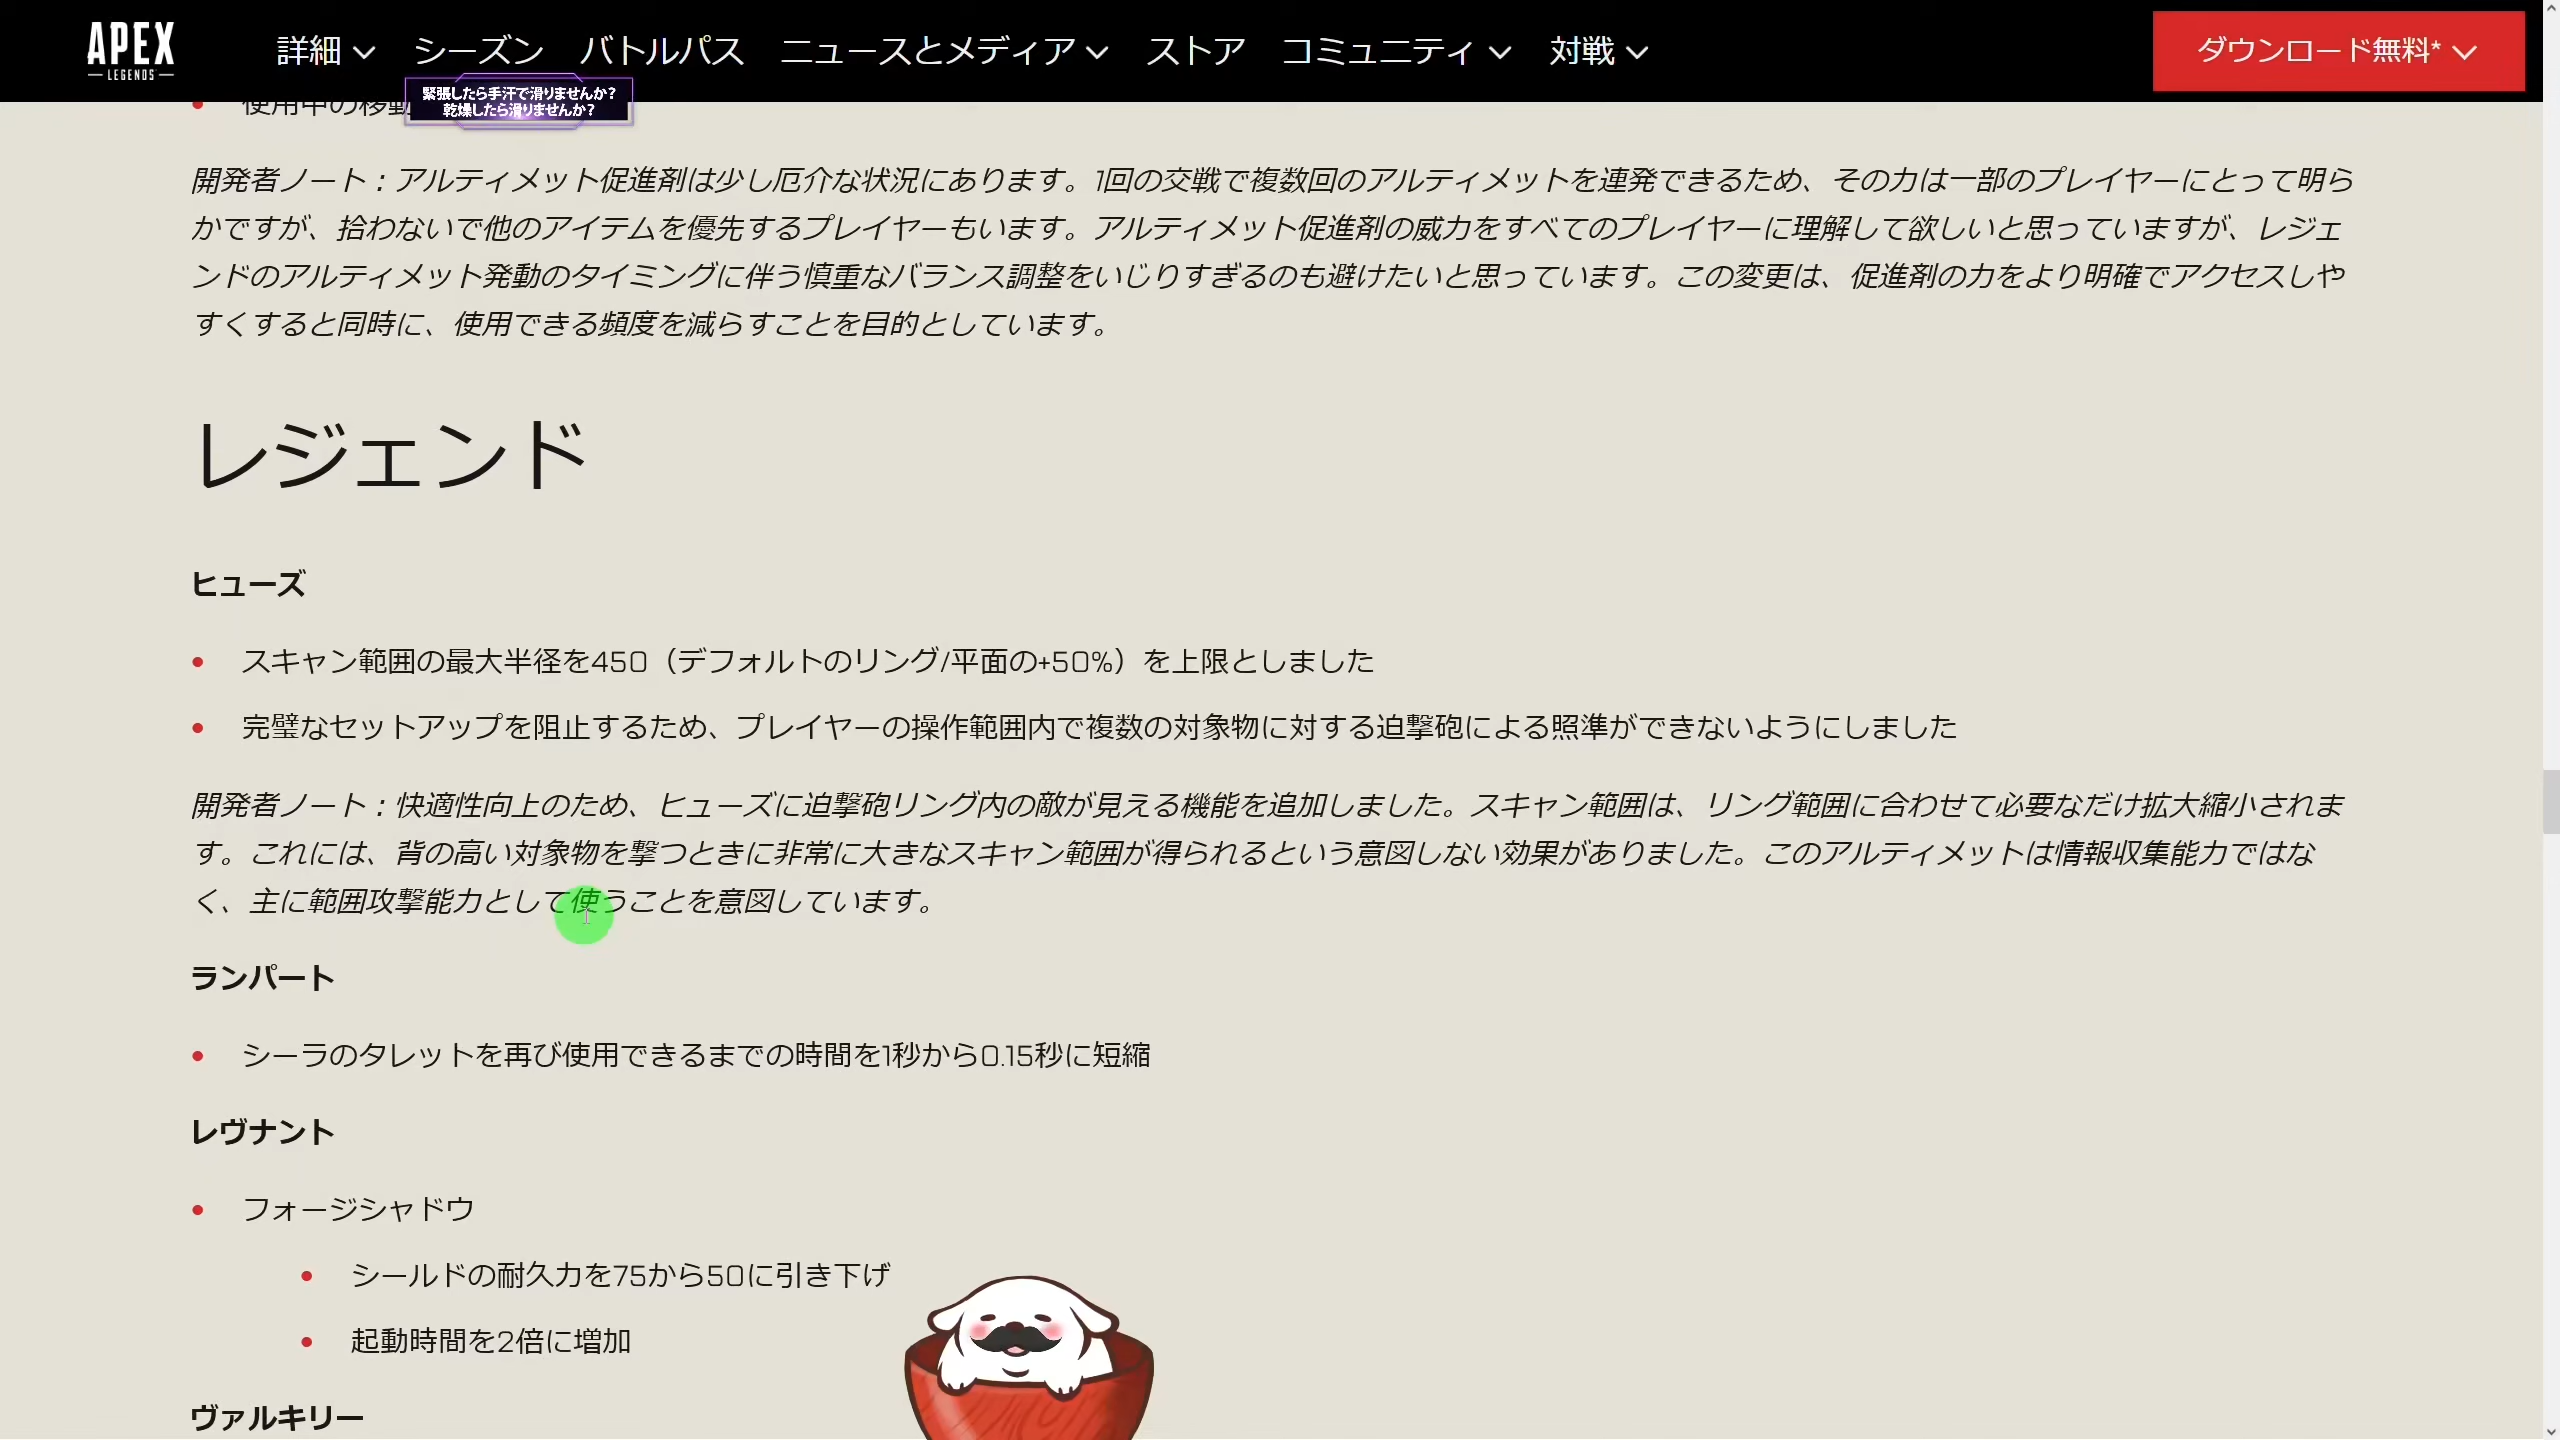 APEX
LEGENDS
詳細
シーズン
バトルパス
ニュースとメディア
ストア
コミュニティ
対戦
ダウンロード無料*
緊張したら手汗で滑りませんか?
乾燥したら滑りませんか?
使用中の移動
開発者ノート：アルティメット促進剤は少し厄介な状況にあります。1回の交戦で複数回のアルティメットを連発できるため、その力は一部のプレイヤーにとって明ら
かですが、拾わないで他のアイテムを優先するプレイヤーもいます。アルティメット促進剤の威力をすべてのプレイヤーに理解して欲しいと思っていますが、レジェ
ンドのアルティメット発動のタイミングに伴う慎重なバランス調整をいじりすぎるのも避けたいと思っています。この変更は、促進剤の力をより明確でアクセスしや
すくすると同時に、使用できる頻度を減らすことを目的としています。
レジェンド
ヒューズ
スキャン範囲の最大半径を450（デフォルトのリング/平面の+50%）を上限としました
完璧なセットアップを阻止するため、プレイヤーの操作範囲内で複数の対象物に対する迫撃砲による照準ができないようにしました
開発者ノート：快適性向上のため、ヒューズに迫撃砲リング内の敵が見える機能を追加しました。スキャン範囲は、リング範囲に合わせて必要なだけ拡大縮小されま
す。これには、背の高い対象物を撃つときに非常に大きなスキャン範囲が得られるという意図しない効果がありました。このアルティメットは情報収集能力ではな
く、主に範囲攻撃能力として使うことを意図しています。
ランパート
シーラのタレットを再び使用できるまでの時間を1秒から0.15秒に短縮
レヴナント
フォージシャドウ
シールドの耐久力を75から50に引き下げ
起動時間を2倍に増加
ヴァルキリー